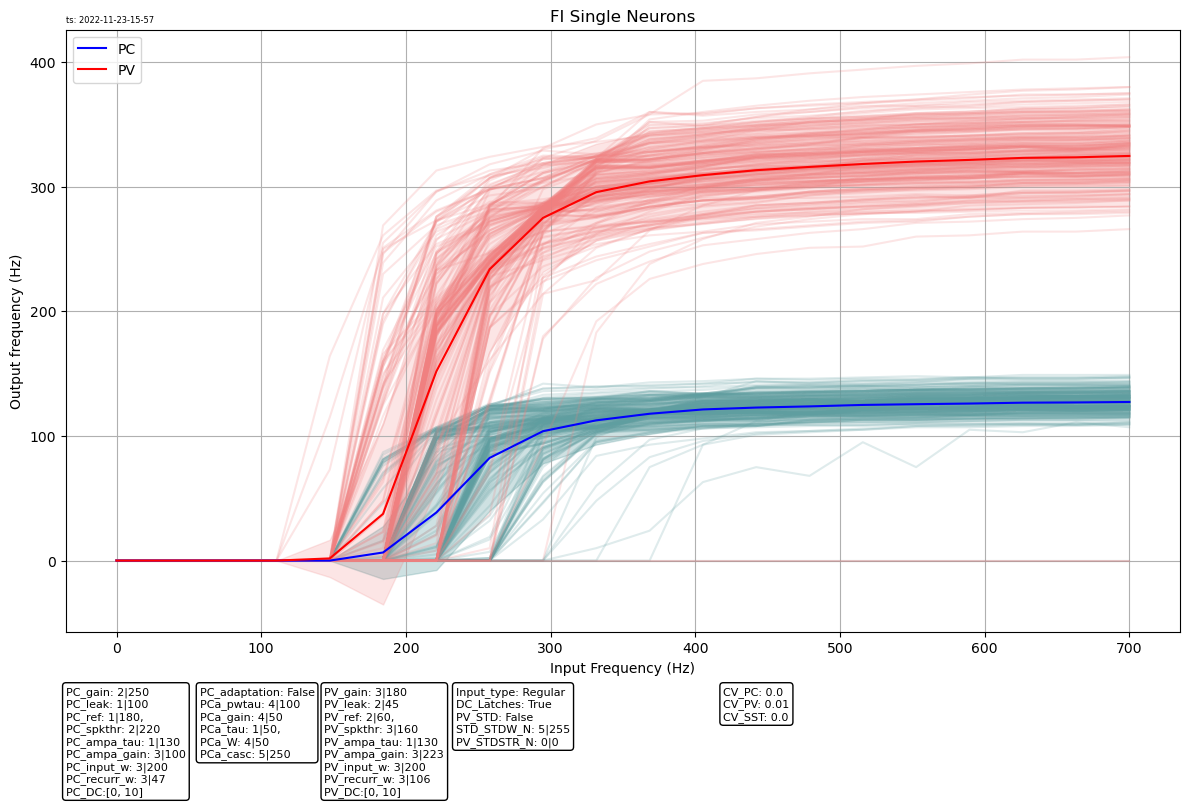 ts: 2022-11-23-15-57
FI Single Neurons
PC
PV
Output frequency (Hz)
400
300
200
100
0
0 100 200 300 400 500 600 700
Input Frequency (Hz)
PC_gain: 2|250
PC_leak: 1|100
PC_ref: 1|180,
PC_spkthr: 2|220
PC_ampa_tau: 1|130
PC_ampa_gain: 3|100
PC_input_w: 3|200
PC_recurr_w: 3|47
PC_DC:[0, 10]
PC_adaptation: False
PCa_pwtau: 4|100
PCa_gain: 4|50
PCa_tau: 1|50,
PCa_W: 4|50
PCa_casc: 5|250
PV_gain: 3|180
PV_leak: 2|45
PV_ref: 2|60,
PV_spkthr: 3|160
PV_ampa_tau: 1|130
PV_ampa_gain: 3|223
PV_input_w: 3|200
PV_recurr_w: 3|106
PV_DC:[0, 10]
Input_type: Regular
DC_Latches: True
PV_STD: False
STD_STDW_N: 5|255
PV_STDSTR_N: 0|0
CV_PC: 0.0
CV_PV: 0.01
CV_SST: 0.0